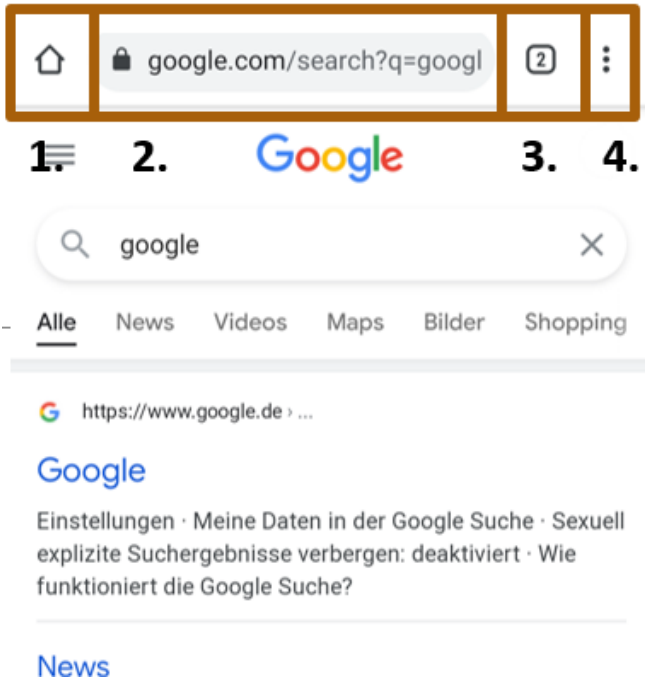 google.com/search?q=googl 2
1. 2. Google 3. 4.
google
Alle News Videos Maps Bilder Shopping
https://www.google.de › ...
Google
Einstellungen · Meine Daten in der Google Suche · Sexuell
explizite Suchergebnisse verbergen: deaktiviert · Wie
funktioniert die Google Suche?
News